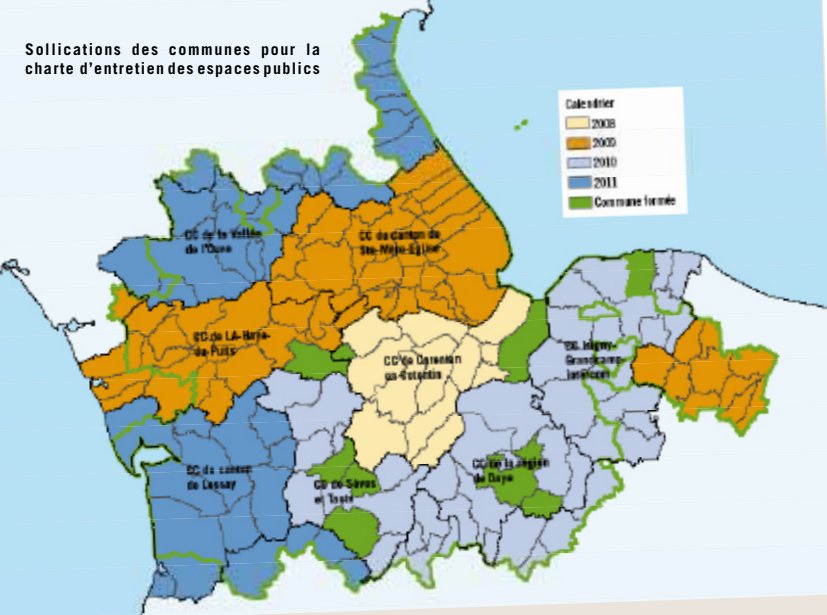 Sollications des communes pour la
charte d'entretien des espaces publics
Calendrier
2008
2009
2010
2011
Commune formée
CC de la Vallée
de l'Ouve
CC du canton de
Ste-Mère-Eglise
CC de LA-Haye-
du-Puits
CC de Carentan
en Cotentin
CC Isigny-
Grandcamp-
Intercom
CC du canton
de Lessay
CC de Sèves
et Taute
CC de la région
de Daye